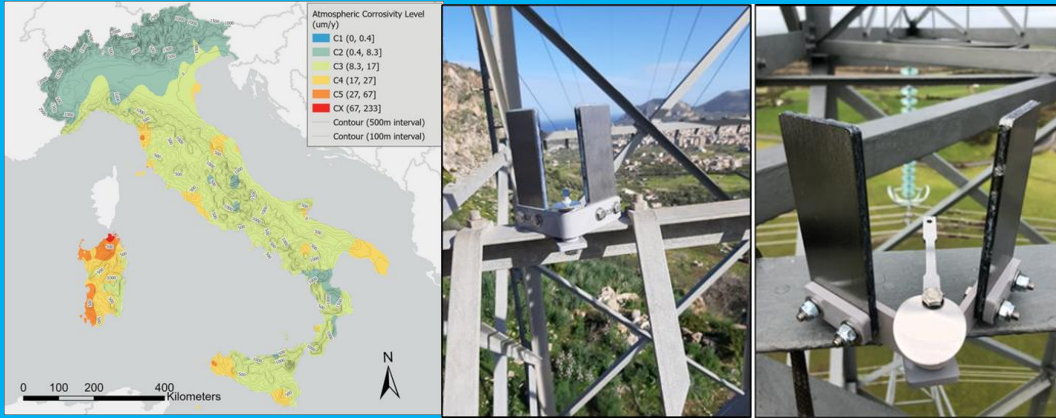 Atmospheric Corrosivity Level
(um/y)
C1 (0, 0.4]
C2 (0.4, 8.3]
C3 (8.3, 17]
C4 (17, 27]
C5 (27, 67]
CX (67, 233]
Contour (500m interval)
Contour (100m interval)
N
0 100 200 400
Kilometers